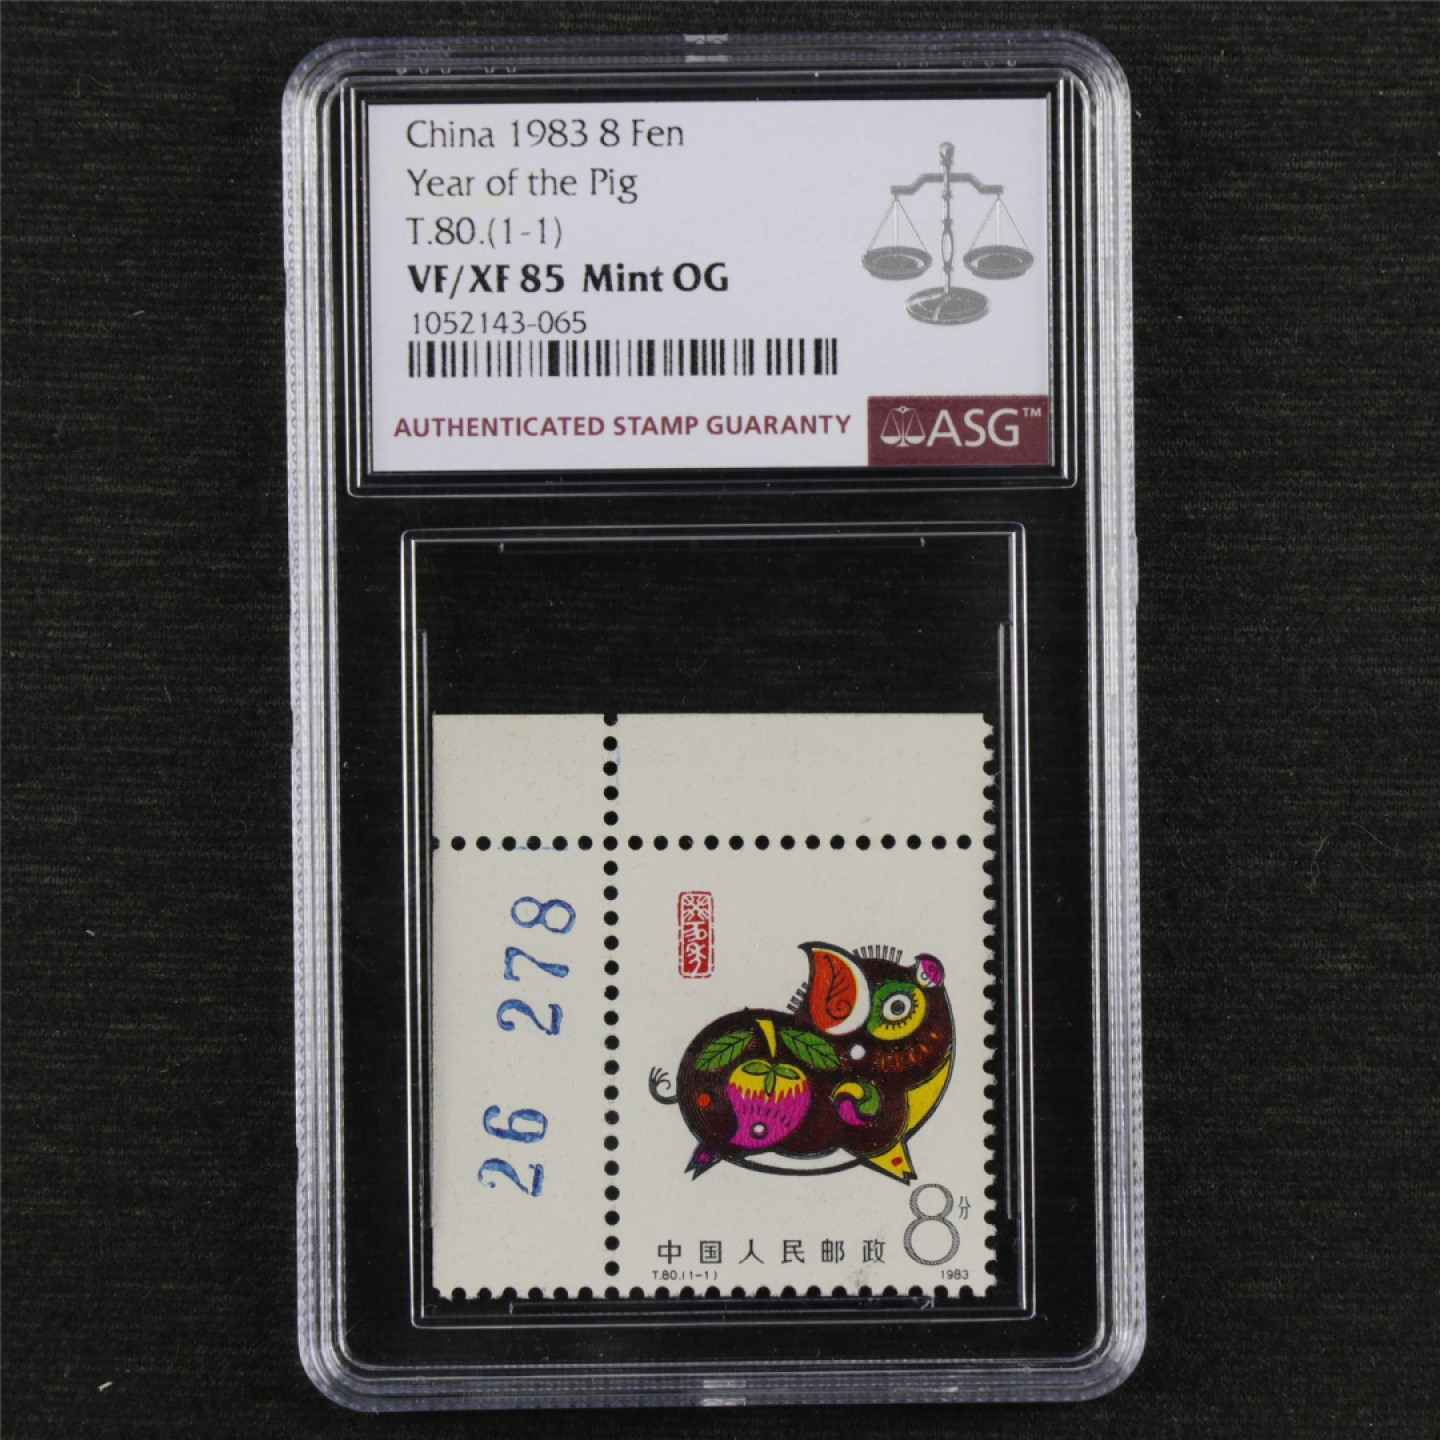 China 1983 8 Fen
Year of the Pig
T.80.(1-1)
VF/XF 85 Mint OG
1052143-065
AUTHENTICATED STAMP GUARANTY
ASG™
26 278
8分
中国人民邮政
T.80.(1-1) 1983